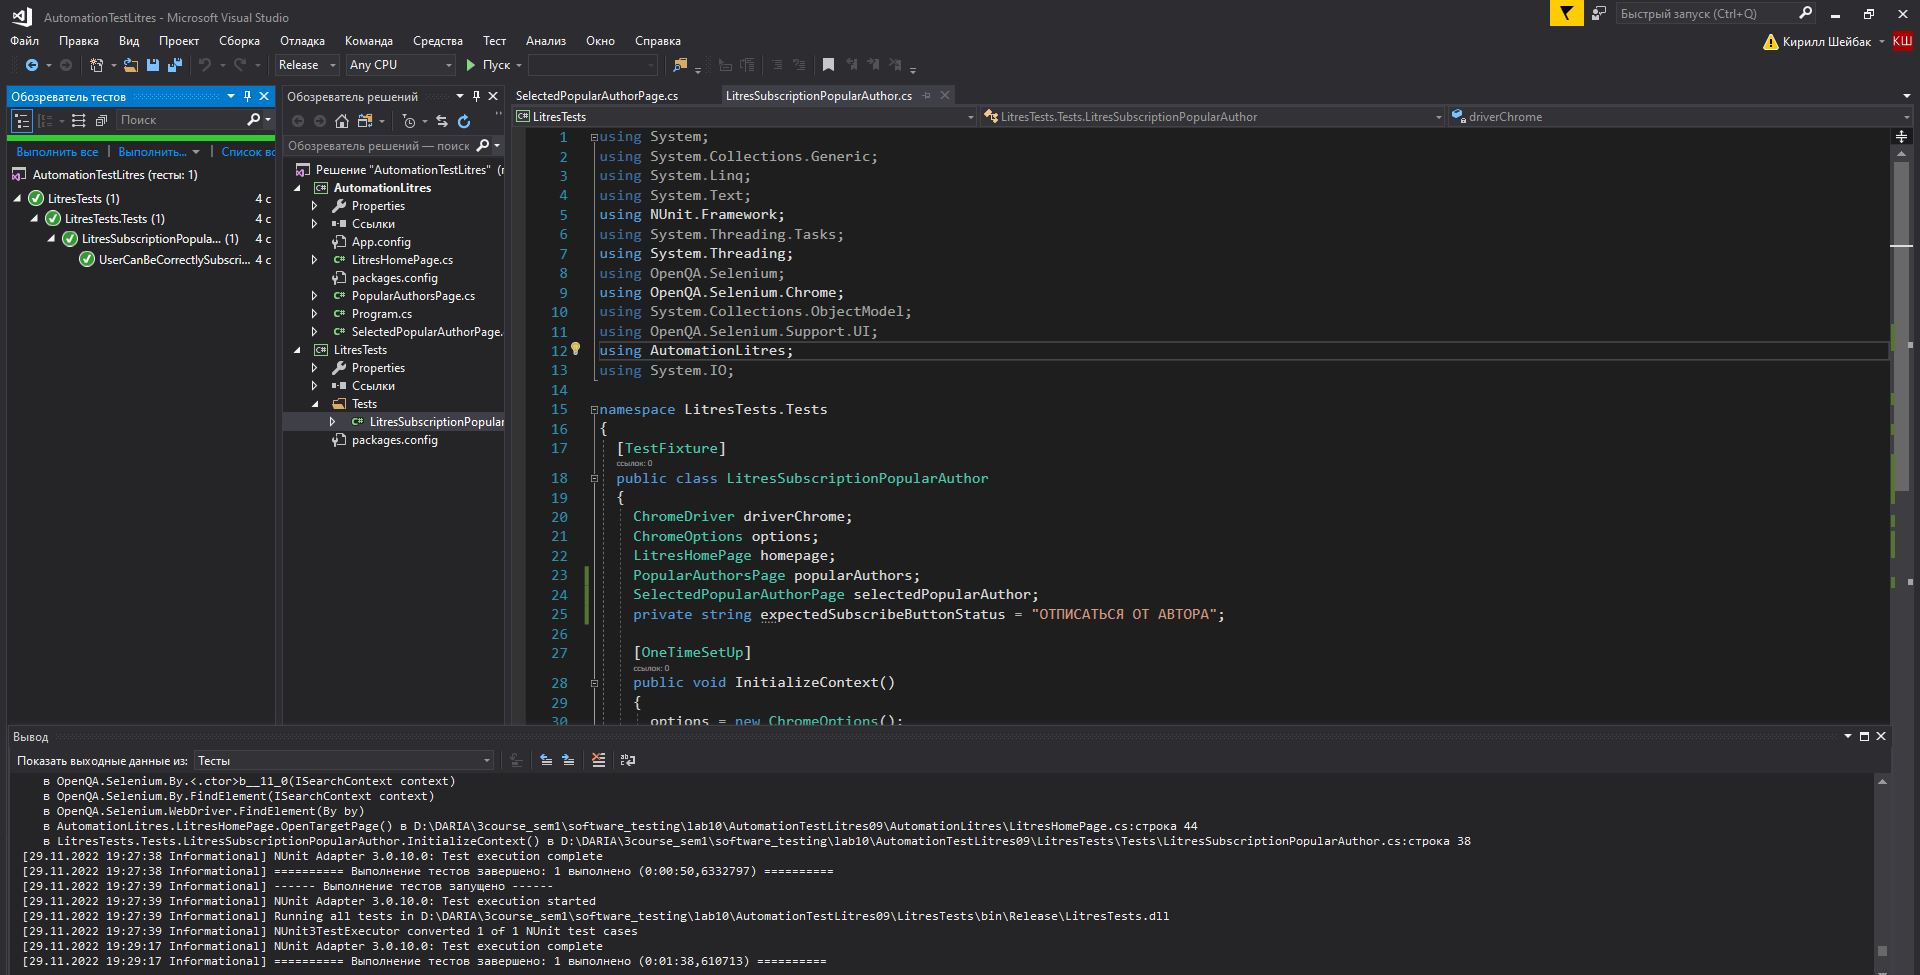 AutomationTestLitres - Microsoft Visual Studio
Быстрый запуск (Ctrl+Q)
Файл Правка Вид Проект Сборка Отладка Команда Средства Тест Анализ Окно Справка
Кирилл Шейбак КШ
Release Any CPU Пуск
Обозреватель тестов
Поиск
Выполнить все Выполнить... Список вс
AutomationTestLitres (тесты: 1)
LitresTests (1) 4 с
LitresTests.Tests (1) 4 с
LitresSubscriptionPopula... (1) 4 с
UserCanBeCorrectlySubscri... 4 с
Обозреватель решений
Обозреватель решений — поиск
Решение "AutomationTestLitres"
AutomationLitres
Properties
Ссылки
App.config
LitresHomePage.cs
packages.config
PopularAuthorsPage.cs
Program.cs
SelectedPopularAuthorPage.
LitresTests
Properties
Ссылки
Tests
LitresSubscriptionPopular
packages.config
SelectedPopularAuthorPage.cs LitresSubscriptionPopularAuthor.cs
LitresTests LitresTests.Tests.LitresSubscriptionPopularAuthor driverChrome
1 using System;
2 using System.Collections.Generic;
3 using System.Linq;
4 using System.Text;
5 using NUnit.Framework;
6 using System.Threading.Tasks;
7 using System.Threading;
8 using OpenQA.Selenium;
9 using OpenQA.Selenium.Chrome;
10 using System.Collections.ObjectModel;
11 using OpenQA.Selenium.Support.UI;
12 using AutomationLitres;
13 using System.IO;
14
15 namespace LitresTests.Tests
16 {
17 [TestFixture]
ссылок: 0
18 public class LitresSubscriptionPopularAuthor
19 {
20 ChromeDriver driverChrome;
21 ChromeOptions options;
22 LitresHomePage homepage;
23 PopularAuthorsPage popularAuthors;
24 SelectedPopularAuthorPage selectedPopularAuthor;
25 private string expectedSubscribeButtonStatus = "ОТПИСАТЬСЯ ОТ АВТОРА";
26
27 [OneTimeSetUp]
ссылок: 0
28 public void InitializeContext()
29 {
30 options = new ChromeOptions();
Вывод
Показать выходные данные из: Тесты
в OpenQA.Selenium.By.<.ctor>b__11_0(ISearchContext context)
в OpenQA.Selenium.By.FindElement(ISearchContext context)
в OpenQA.Selenium.WebDriver.FindElement(By by)
в AutomationLitres.LitresHomePage.OpenTargetPage() в D:\DARIA\3course_sem1\software_testing\lab10\AutomationTestLitres09\AutomationLitres\LitresHomePage.cs:строка 44
в LitresTests.Tests.LitresSubscriptionPopularAuthor.InitializeContext() в D:\DARIA\3course_sem1\software_testing\lab10\AutomationTestLitres09\LitresTests\Tests\LitresSubscriptionPopularAuthor.cs:строка 38
[29.11.2022 19:27:38 Informational] NUnit Adapter 3.0.10.0: Test execution complete
[29.11.2022 19:27:38 Informational] ========== Выполнение тестов завершено: 1 выполнено (0:00:50,6332797) ==========
[29.11.2022 19:27:39 Informational] ------ Выполнение тестов запущено ------
[29.11.2022 19:27:39 Informational] NUnit Adapter 3.0.10.0: Test execution started
[29.11.2022 19:27:39 Informational] Running all tests in D:\DARIA\3course_sem1\software_testing\lab10\AutomationTestLitres09\LitresTests\bin\Release\LitresTests.dll
[29.11.2022 19:27:39 Informational] NUnit3TestExecutor converted 1 of 1 NUnit test cases
[29.11.2022 19:29:17 Informational] NUnit Adapter 3.0.10.0: Test execution complete
[29.11.2022 19:29:17 Informational] ========== Выполнение тестов завершено: 1 выполнено (0:01:38,610713) ==========